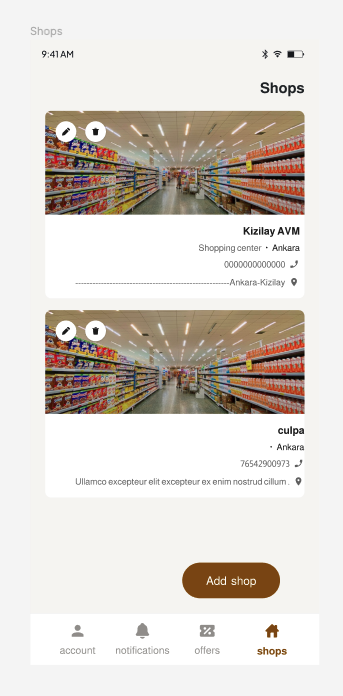 Shops
9:41 AM
Shops
Kizilay AVM
Shopping center • Ankara
0000000000000
------------------------------------------------------Ankara-Kizilay
culpa
• Ankara
76542900973
Ullamco excepteur elit excepteur ex enim nostrud cillum .
Add shop
account notifications offers shops